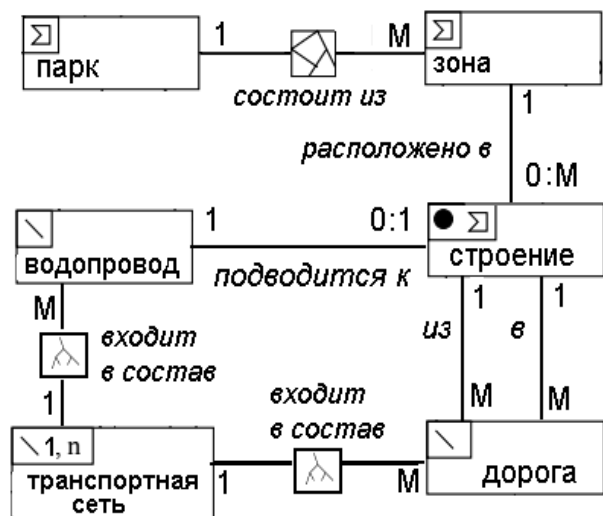 1
M
парк
зона
состоит из
1
расположено в
0:M
1
0:1
водопровод
строение
подводится к
M
1
1
входит
в состав
из
в
1
входит
в состав
M
M
\1, n
транспортная
сеть
1
M
дорога